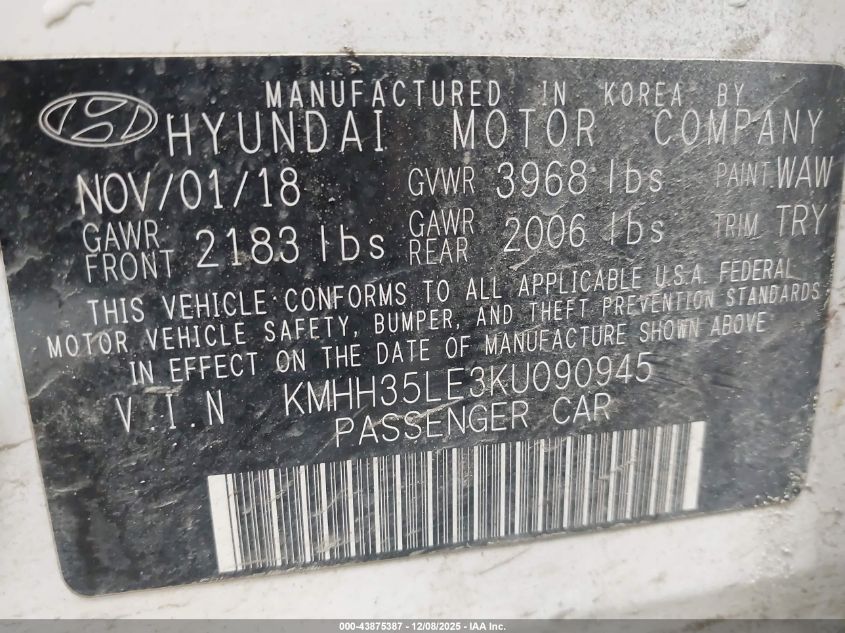 MANUFACTURED IN KOREA BY
HYUNDAI MOTOR COMPANY
NOV/01/18 GVWR 3968 lbs PAINT WAW
GAWR FRONT 2183 lbs GAWR REAR 2006 lbs TRIM TRY
THIS VEHICLE CONFORMS TO ALL APPLICABLE U.S.A. FEDERAL
MOTOR VEHICLE SAFETY, BUMPER, AND THEFT PREVENTION STANDARDS
IN EFFECT ON THE DATE OF MANUFACTURE SHOWN ABOVE
V.I.N KMHH35LE3KU090945
PASSENGER CAR
000-43875387 - 12/08/2025 - IAA Inc.